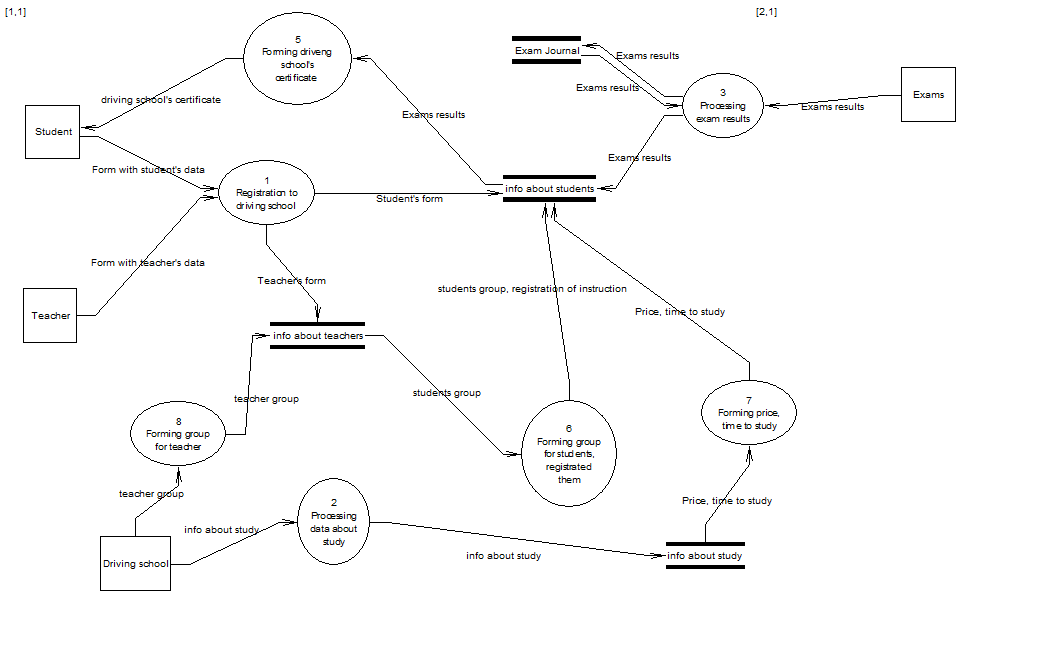 [1,1]
[2,1]
5
Forming driveng
school's
certificate
Exam Journal
Exams results
Exams results
3
Processing
exam results
Exams
Exams results
driving school's certificate
Exams results
Student
Form with student's data
Exams results
1
Registration to
driving school
info about students
Student's form
Form with teacher's data
Teacher's form
students group, registration of instruction
Price, time to study
Teacher
info about teachers
teacher group
students group
8
Forming group
for teacher
6
Forming group
for students,
registrated
them
7
Forming price,
time to study
teacher group
info about study
2
Processing
data about
study
Price, time to study
info about study
info about study
Driving school